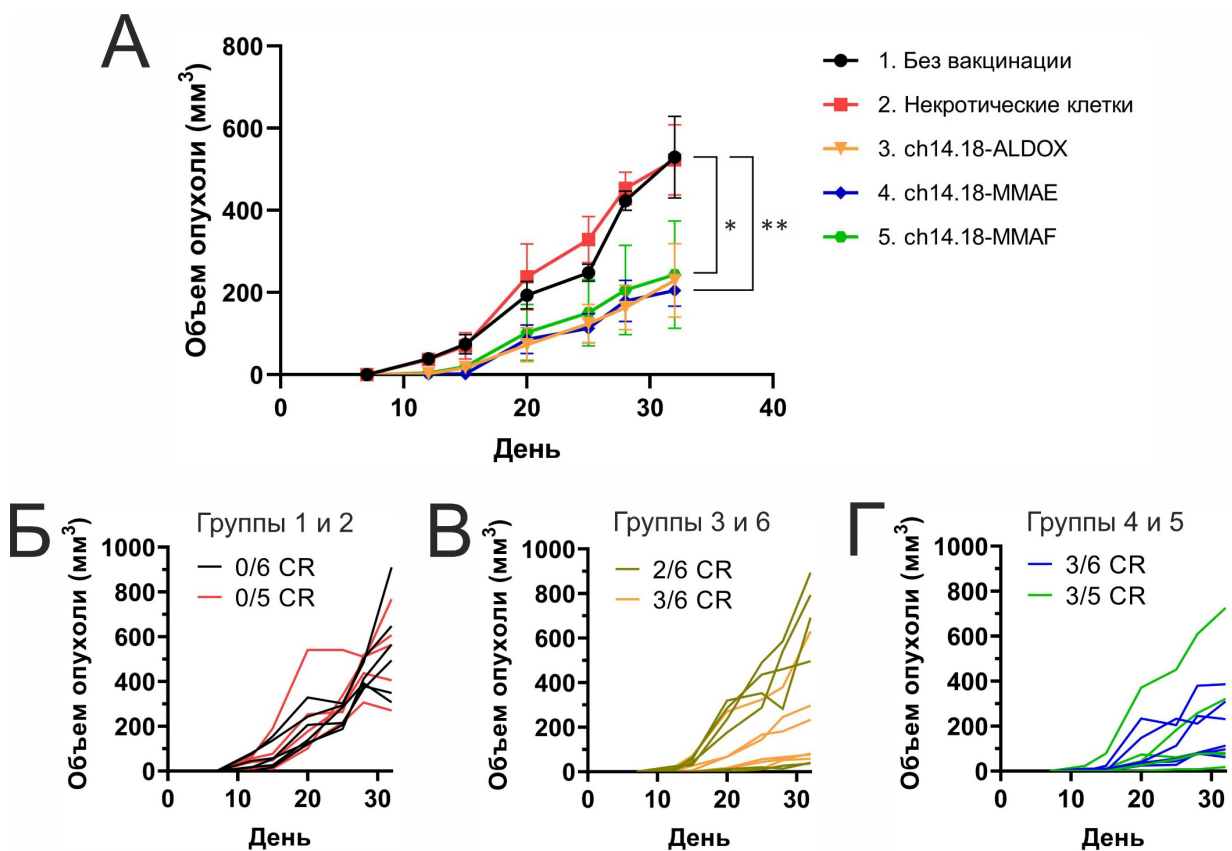 А
Объем опухоли (мм³)
800
600
400
200
0
0 10 20 30 40
День
* **
1. Без вакцинации
2. Некротические клетки
3. ch14.18-ALDOX
4. ch14.18-MMAE
5. ch14.18-MMAF
Б
Группы 1 и 2
Объем опухоли (мм³)
1000
800
600
400
200
0
0/6 CR
0/5 CR
0 10 20 30
День
В
Группы 3 и 6
Объем опухоли (мм³)
1000
800
600
400
200
0
2/6 CR
3/6 CR
0 10 20 30
День
Г
Группы 4 и 5
Объем опухоли (мм³)
1000
800
600
400
200
0
3/6 CR
3/5 CR
0 10 20 30
День